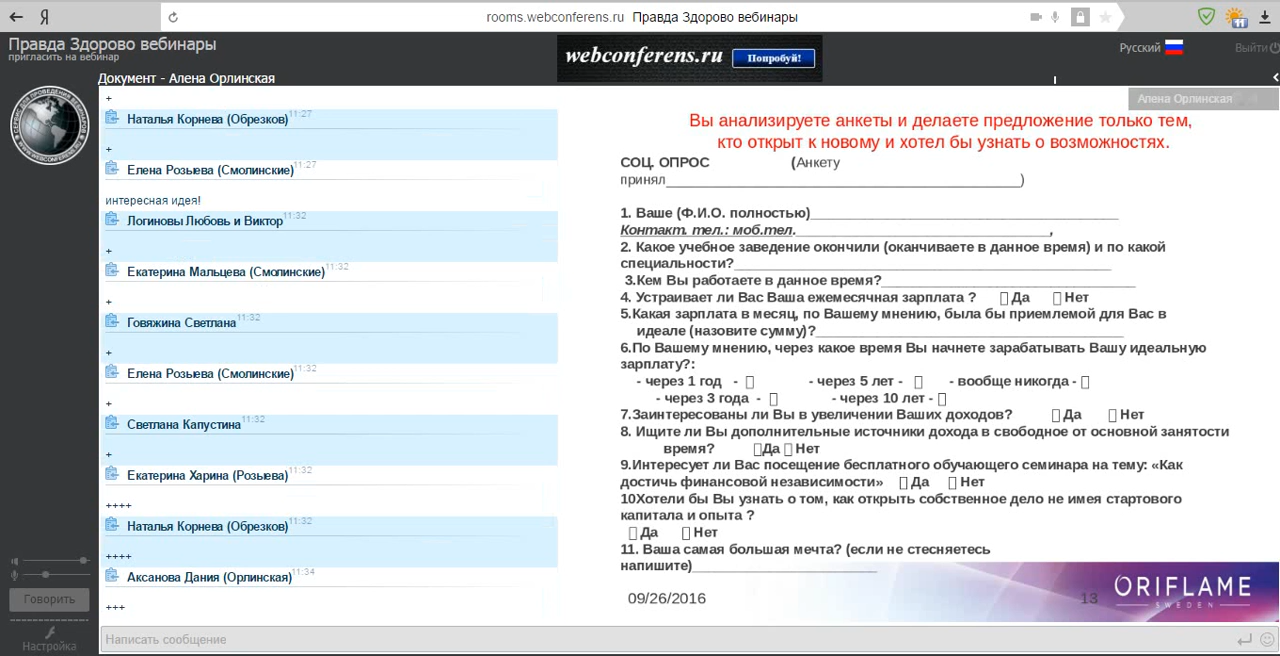 rooms.webconferens.ru Правда Здорово вебинары
11
Правда Здорово вебинары
пригласить на вебинар
webconferens.ru Попробуй!
Русский
Выйти
Документ - Алена Орлинская
Алена Орлинская
+
Наталья Корнева (Обрезков) 11:27
+
Елена Розыева (Смолинские) 11:27
интересная идея!
Логиновы Любовь и Виктор 11:32
+
Екатерина Мальцева (Смолинские) 11:32
+
Говяжина Светлана 11:32
+
Елена Розыева (Смолинские) 11:32
+
Светлана Капустина 11:32
+
Екатерина Харина (Розыева) 11:32
++++
Наталья Корнева (Обрезков) 11:32
++++
Аксанова Дания (Орлинская) 11:34
+++
Говорить
Настройка
Написать сообщение
Вы анализируете анкеты и делаете предложение только тем,
кто открыт к новому и хотел бы узнать о возможностях.
СОЦ. ОПРОС (Анкету
принял____________________________________________)
1. Ваше (Ф.И.О. полностью)______________________________________
Контакт. тел.: моб.тел.________________________________,
2. Какое учебное заведение окончили (оканчиваете в данное время) и по какой
специальности?_______________________________________________
3.Кем Вы работаете в данное время?________________________________
4. Устраивает ли Вас Ваша ежемесячная зарплата ? Да Нет
5.Какая зарплата в месяц, по Вашему мнению, была бы приемлемой для Вас в
идеале (назовите сумму)?______________________________________
6.По Вашему мнению, через какое время Вы начнете зарабатывать Вашу идеальную
зарплату?:
- через 1 год - - через 5 лет - - вообще никогда -
- через 3 года - - через 10 лет -
7.Заинтересованы ли Вы в увеличении Ваших доходов? Да Нет
8. Ищите ли Вы дополнительные источники дохода в свободное от основной занятости
время? Да Нет
9.Интересует ли Вас посещение бесплатного обучающего семинара на тему: «Как
достичь финансовой независимости» Да Нет
10Хотели бы Вы узнать о том, как открыть собственное дело не имея стартового
капитала и опыта ?
Да Нет
11. Ваша самая большая мечта? (если не стесняетесь
напишите)_______________________
09/26/2016
13
ORIFLAME
SWEDEN